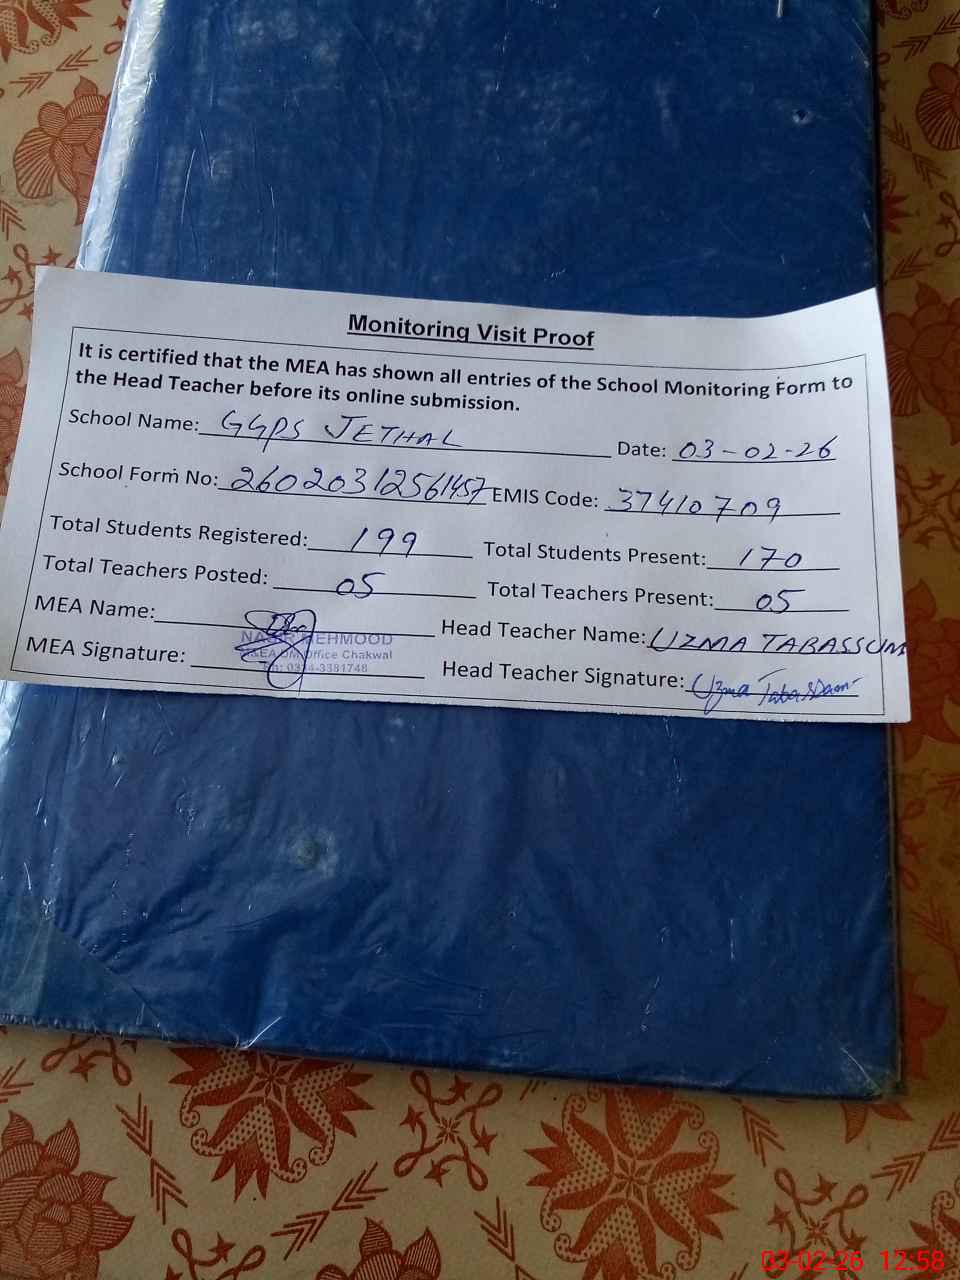 Monitoring Visit Proof
It is certified that the MEA has shown all entries of the School Monitoring Form to
the Head Teacher before its online submission.
School Name: GGPS JETHAL Date: 03-02-26
School Form No: 26020312561457 EMIS Code: 37410709
Total Students Registered: 199 Total Students Present: 170
Total Teachers Posted: 05 Total Teachers Present: 05
MEA Name: Head Teacher Name: UZMA TABASSUM
MEHMOOD
Office Chakwal
MEA Signature: Head Teacher Signature: Uzma Tabassum
03-02-26 12:58